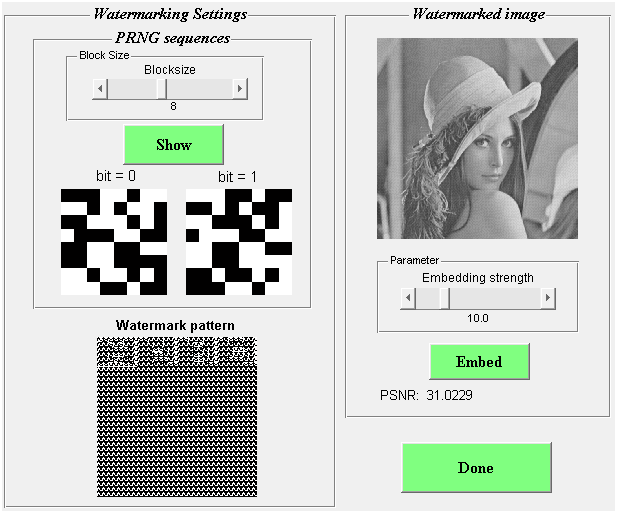 Watermarking Settings
PRNG sequences
Block Size
Blocksize
8
Show
bit = 0
bit = 1
Watermark pattern
Watermarked image
Parameter
Embedding strength
10.0
Embed
PSNR: 31.0229
Done